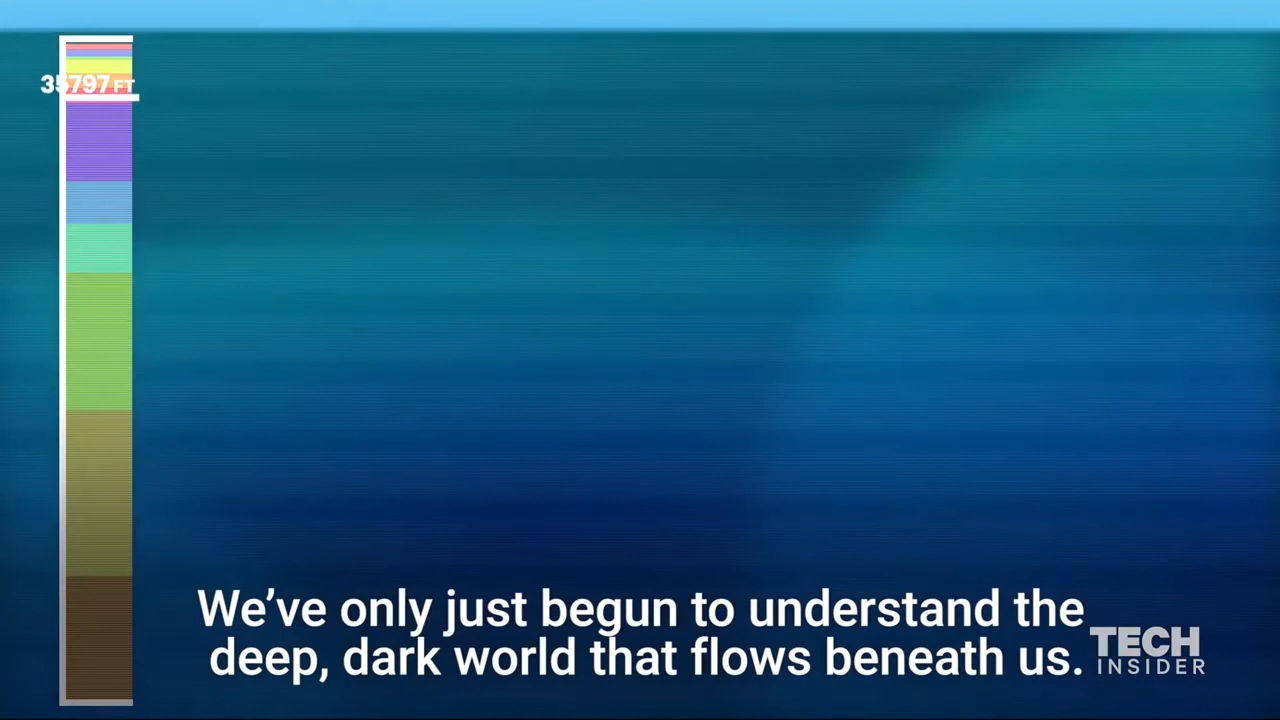 35797 FT
We’ve only just begun to understand the
deep, dark world that flows beneath us.
TECH
INSIDER